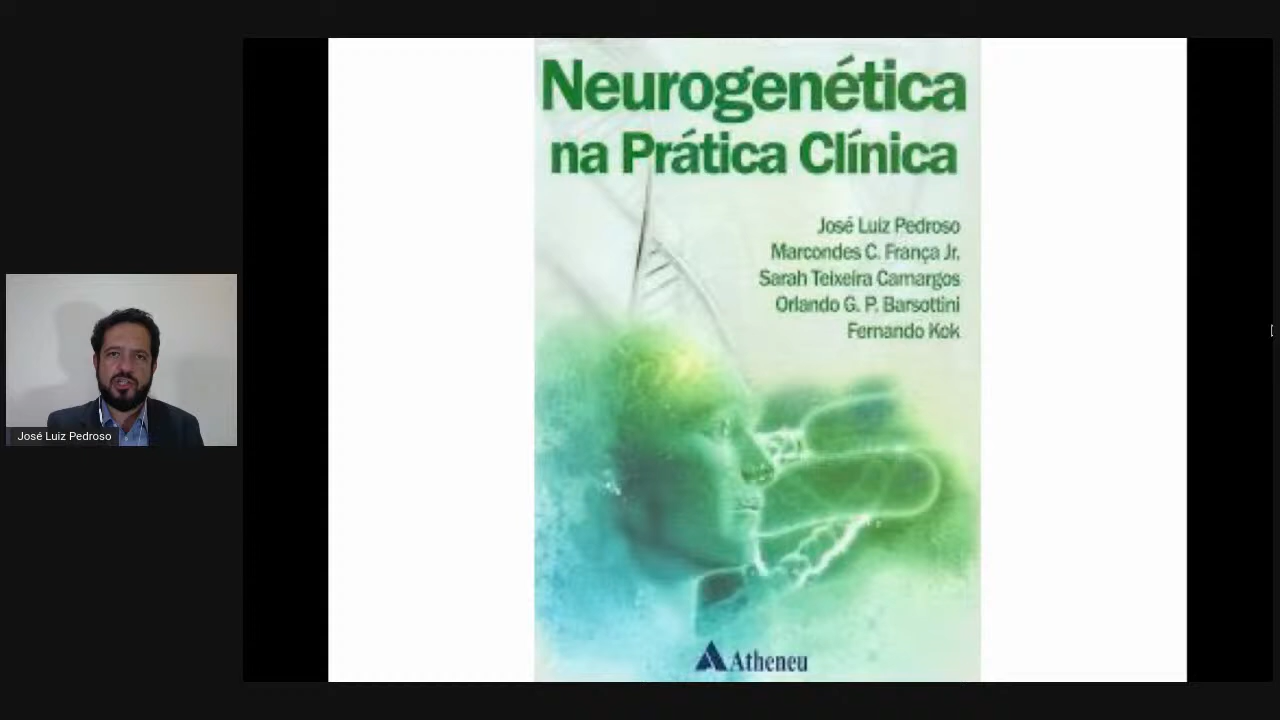 Neurogenética
na Prática Clínica
José Luiz Pedroso
Marcondes C. França Jr.
Sarah Teixeira Camargos
Orlando G. P. Barsottini
Fernando Kok
José Luiz Pedroso
Atheneu